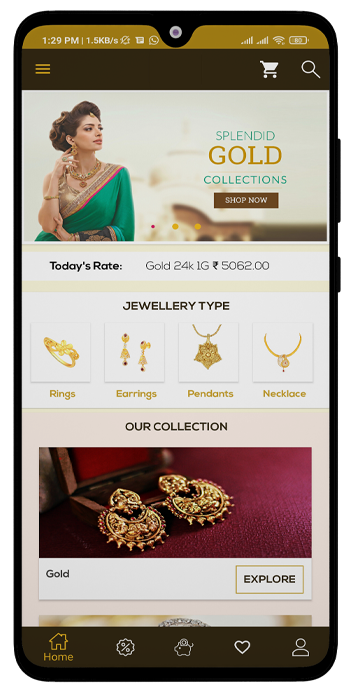 1:29 PM | 1.5KB/s
SPLENDID
GOLD
COLLECTIONS
SHOP NOW
Today's Rate: Gold 24k 1G ₹ 5062.00
JEWELLERY TYPE
Rings Earrings Pendants Necklace
OUR COLLECTION
Gold
EXPLORE
Home